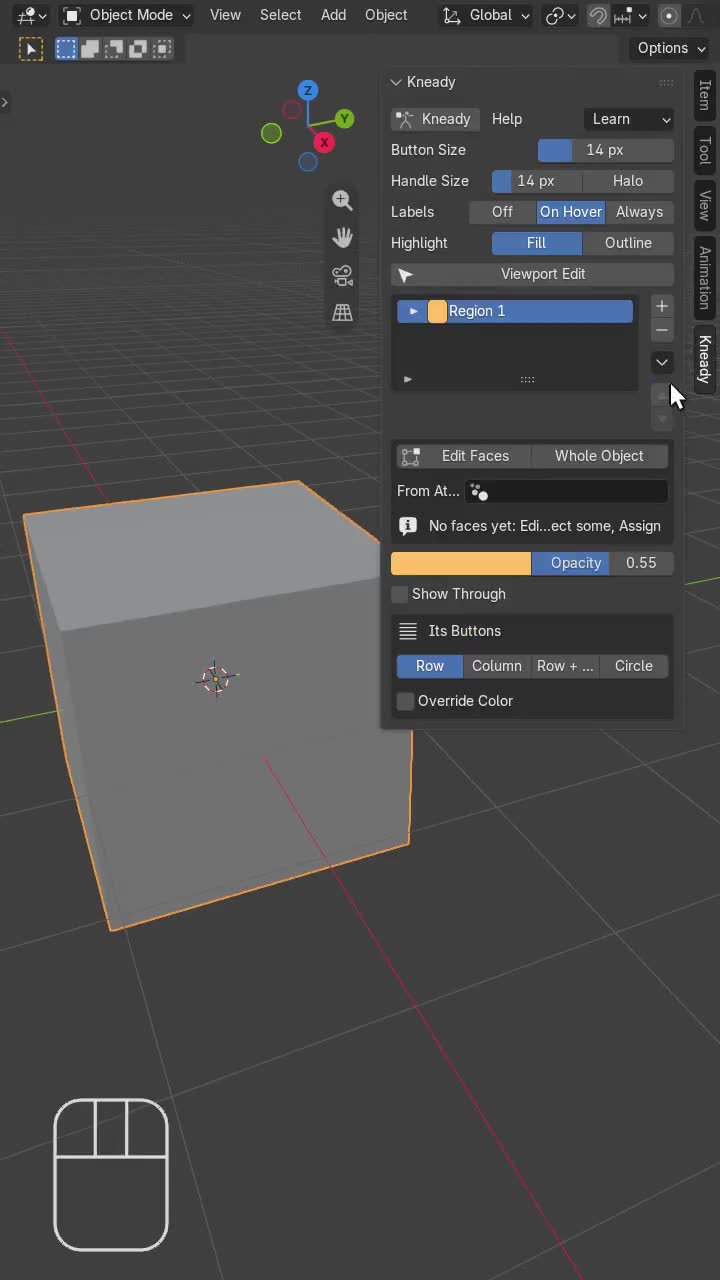 Object Mode View Select Add Object Global
Options
Kneady
Kneady Help Learn
Button Size 14 px
Handle Size 14 px Halo
Labels Off On Hover Always
Highlight Fill Outline
Viewport Edit
Region 1
Edit Faces Whole Object
From At...
No faces yet: Edi...ect some, Assign
Opacity 0.55
Show Through
Its Buttons
Row Column Row + ... Circle
Override Color
Item
Tool
View
Animation
Kneady
Z
Y
X